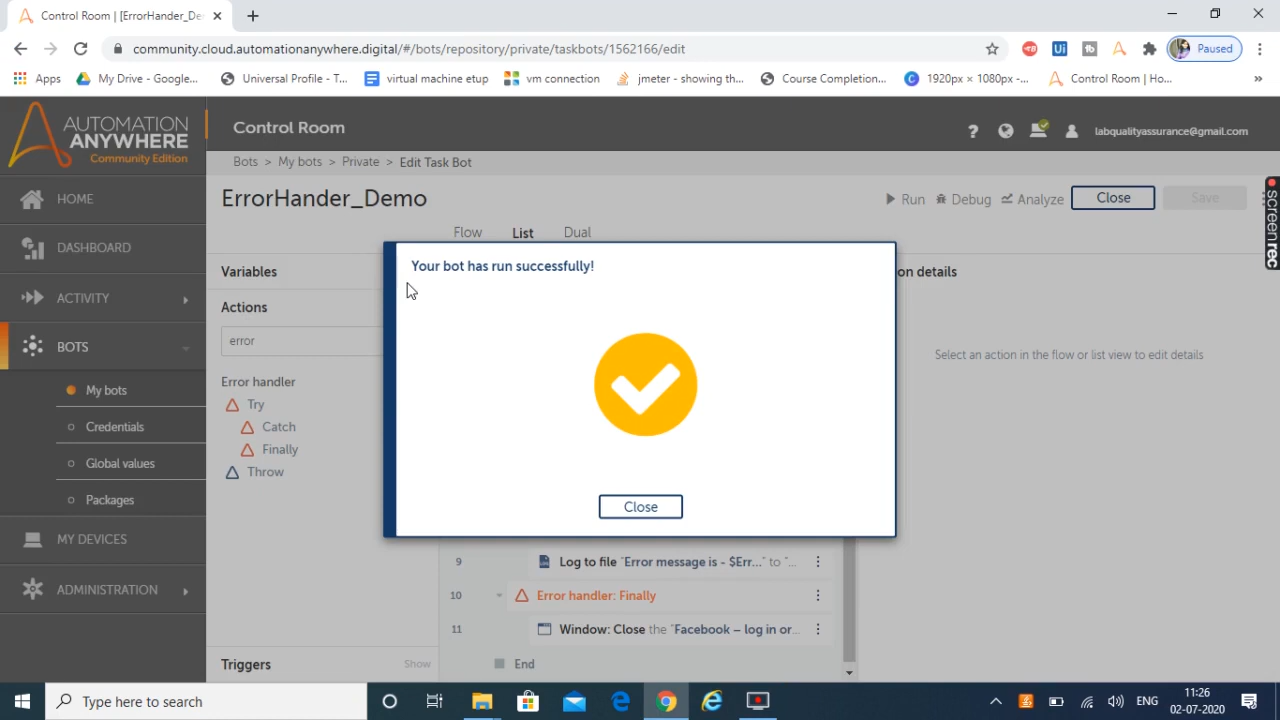 Control Room | [ErrorHander_De
community.cloud.automationanywhere.digital/#/bots/repository/private/taskbots/1562166/edit
Paused
Apps
My Drive - Google...
Universal Profile - T...
virtual machine etup
vm connection
jmeter - showing th...
Course Completion...
1920px × 1080px -...
Control Room | Ho...
»
AUTOMATION
ANYWHERE
Community Edition
Control Room
labqualityassurance@gmail.com
Bots > My bots > Private > Edit Task Bot
HOME
DASHBOARD
ACTIVITY
BOTS
My bots
Credentials
Global values
Packages
MY DEVICES
ADMINISTRATION
ErrorHander_Demo
Run
Debug
Analyze
Close
Save
Flow
List
Dual
Variables
Actions
error
Error handler
Try
Catch
Finally
Throw
Triggers
Show
Your bot has run successfully!
Close
on details
Select an action in the flow or list view to edit details
9 Log to file "Error message is - $Err..." to "...
10 Error handler: Finally
11 Window: Close the "Facebook – log in or...
End
screenrec
Type here to search
ENG
11:26
02-07-2020